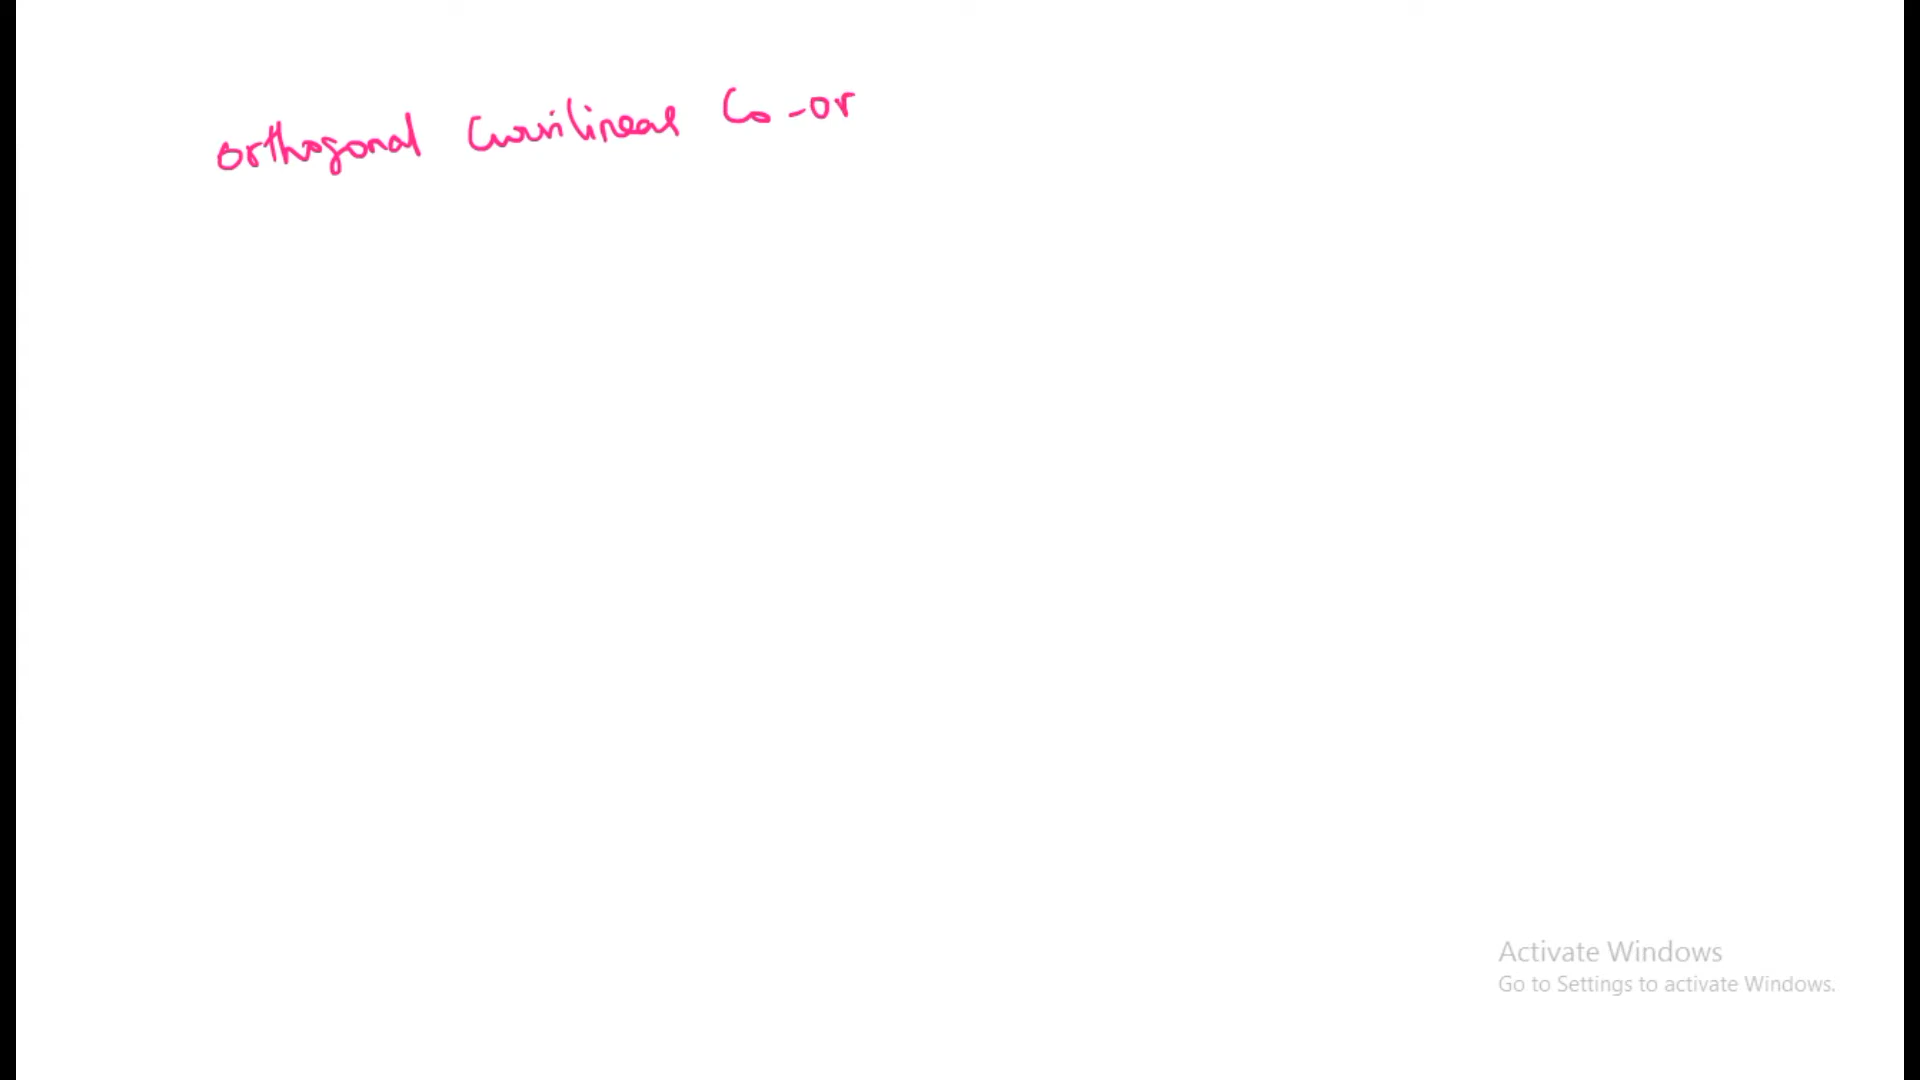 orthogonal Curvilinear Co-or
Activate Windows
Go to Settings to activate Windows.